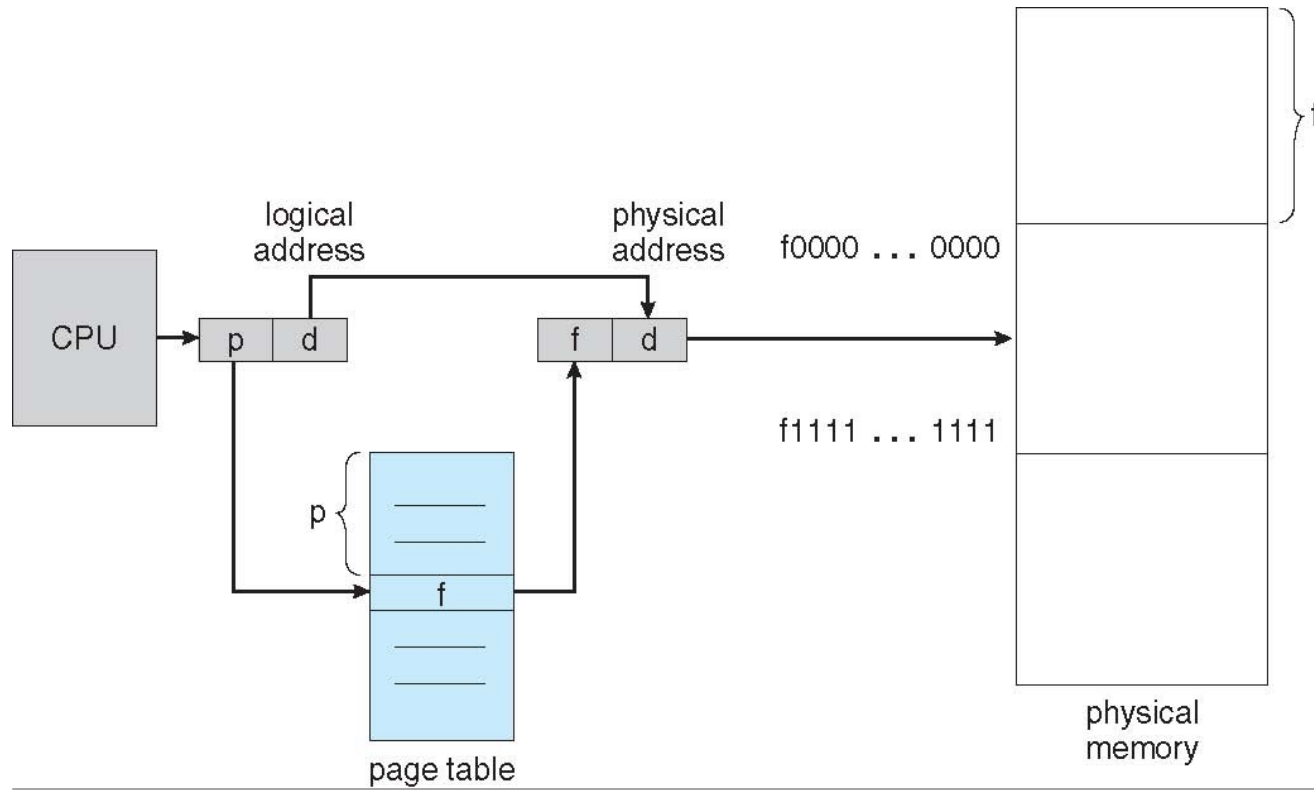 f
logical
address
physical
address
f0000 ... 0000
CPU
p d
f d
f1111 ... 1111
p
f
physical
memory
page table